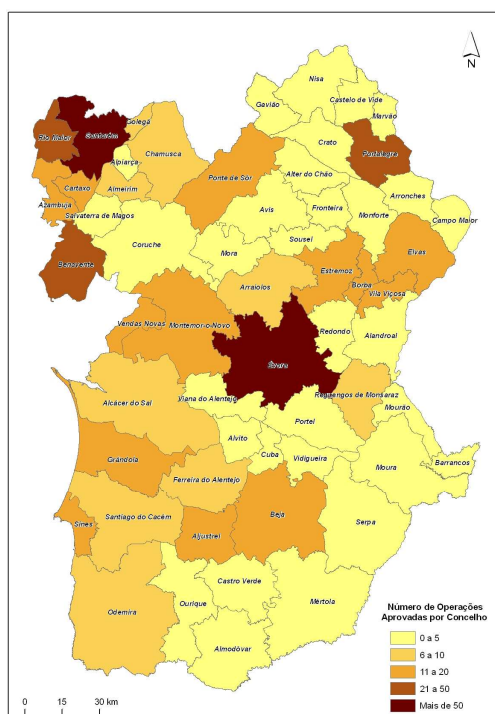 N
Nisa
Gavião
Castelo de Vide
Marvão
Golegã
Rio Maior
Santarém
Crato
Portalegre
Alpiarça
Chamusca
Ponte de Sôr
Alter do Chão
Cartaxo
Almeirim
Arronches
Azambuja
Avis
Fronteira
Monforte
Salvaterra de Magos
Campo Maior
Coruche
Sousel
Mora
Elvas
Benavente
Estremoz
Arraiolos
Borba
Vila Viçosa
Vendas Novas
Montemor-o-Novo
Redondo
Alandroal
Évora
Viana do Alentejo
Reguengos de Monsaraz
Alcácer do Sal
Mourão
Portel
Alvito
Cuba
Vidigueira
Barrancos
Grândola
Moura
Ferreira do Alentejo
Santiago do Cacém
Beja
Sines
Aljustrel
Serpa
Castro Verde
Ourique
Mértola
Odemira
Almodôvar
Número de Operações
Aprovadas por Concelho
0 a 5
6 a 10
11 a 20
21 a 50
Mais de 50
0 15 30 km